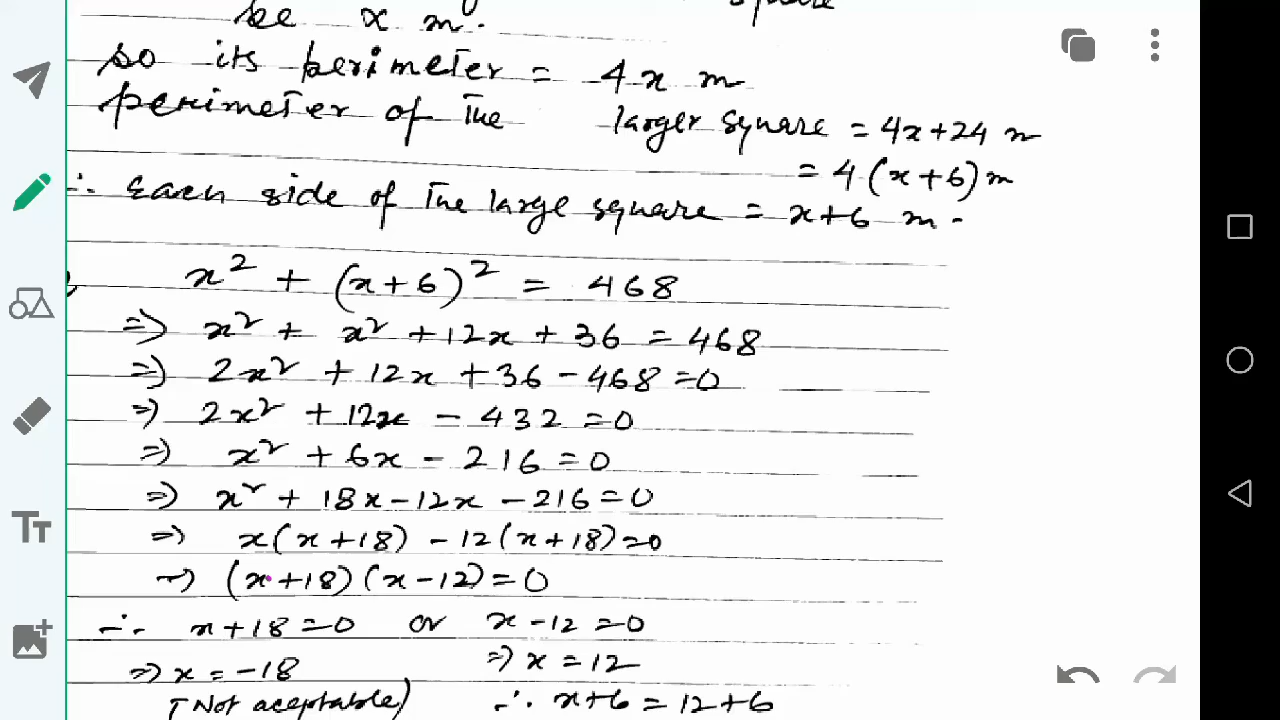 be x m.
so its perimeter = 4x m
perimeter of the larger square = 4x+24 m
= 4(x+6)m
∴ Each side of the large square = x+6 m.
x² + (x+6)² = 468
=> x² + x² +12x + 36 = 468
=> 2x² + 12x + 36 - 468 = 0
=> 2x² + 12x - 432 = 0
=> x² + 6x - 216 = 0
=> x² + 18x - 12x - 216 = 0
=> x(x+18) - 12(x+18) = 0
=> (x+18)(x-12) = 0
∴ x+18 = 0 or x-12 = 0
=> x = -18 => x = 12
(Not aceptable) ∴ x+6 = 12+6
TT